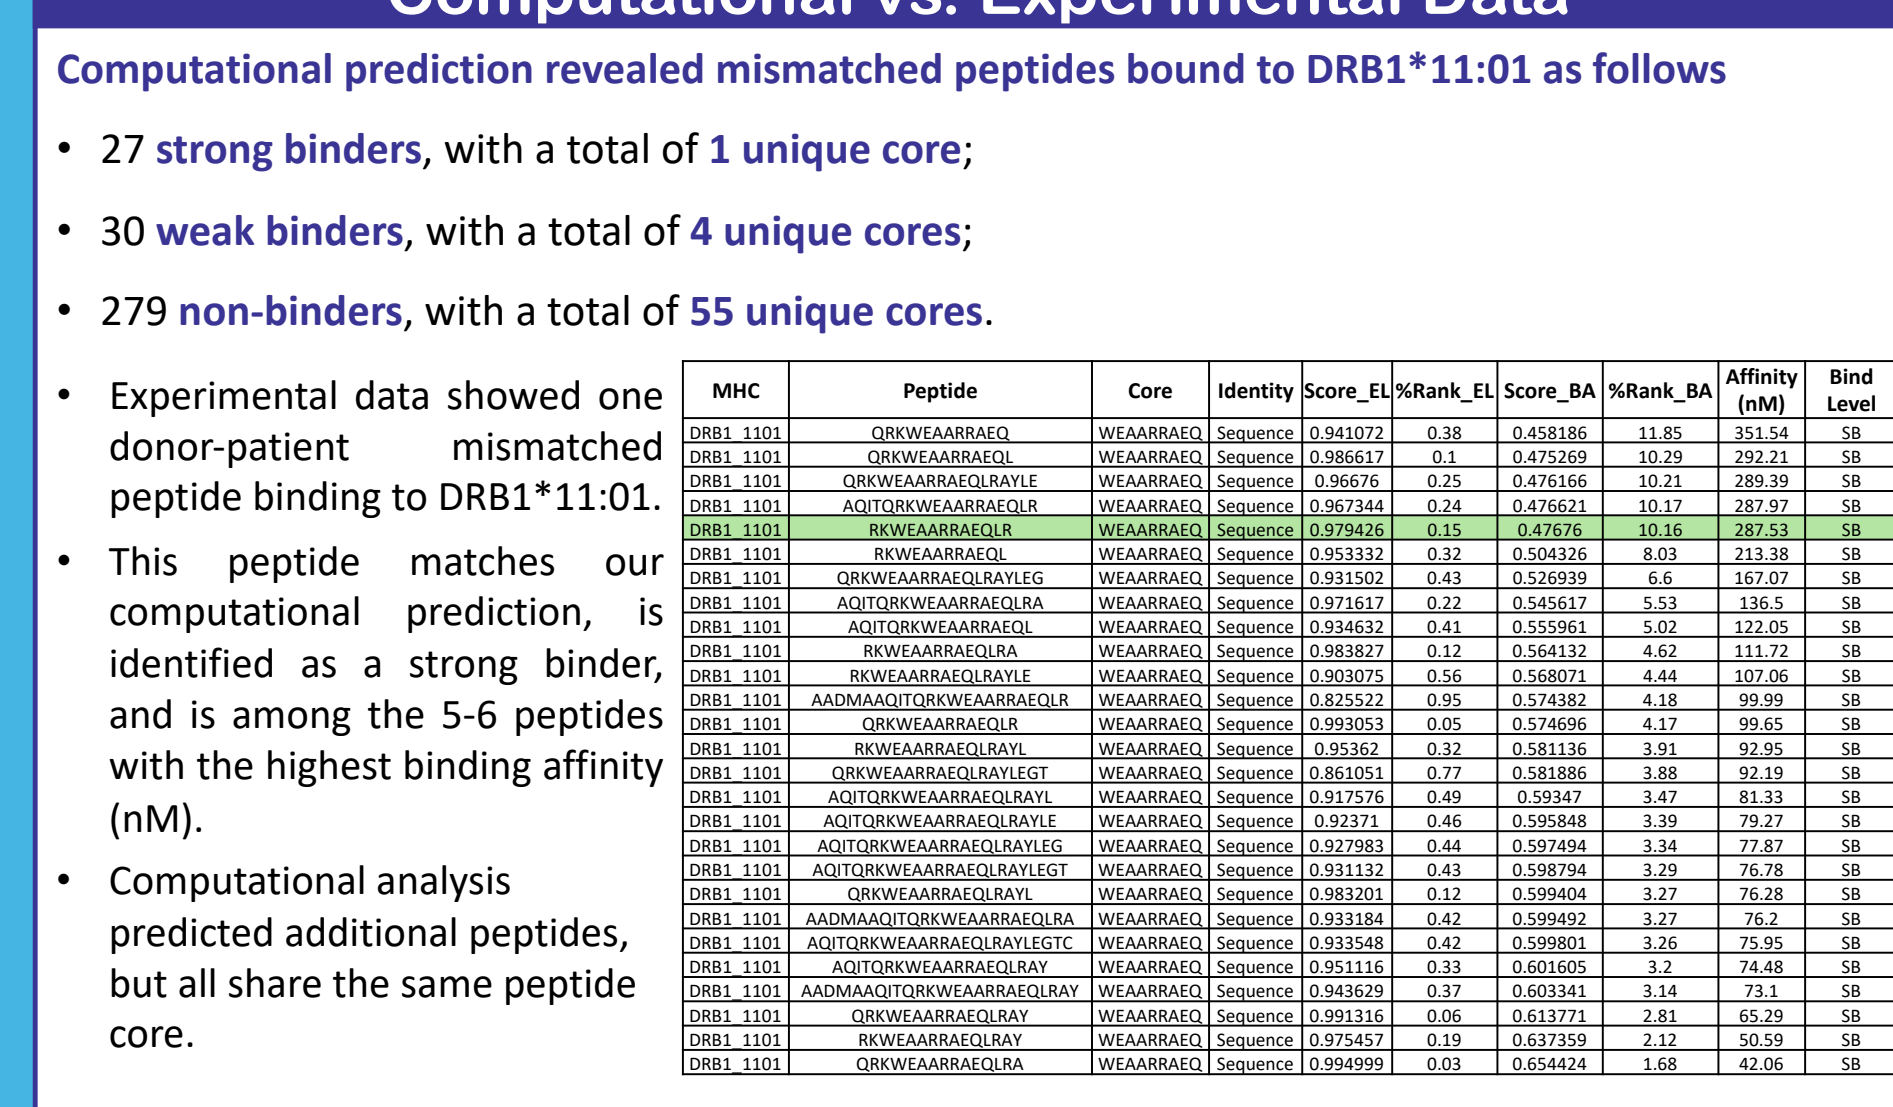 Computational vs. Experimental Data
Computational prediction revealed mismatched peptides bound to DRB1*11:01 as follows
• 27 strong binders, with a total of 1 unique core;
• 30 weak binders, with a total of 4 unique cores;
• 279 non-binders, with a total of 55 unique cores.
• Experimental data showed one
donor-patient mismatched
peptide binding to DRB1*11:01.
• This peptide matches our
computational prediction, is
identified as a strong binder,
and is among the 5-6 peptides
with the highest binding affinity
(nM).
• Computational analysis
predicted additional peptides,
but all share the same peptide
core.
MHC Peptide Core Identity Score_EL %Rank_EL Score_BA %Rank_BA Affinity (nM) Bind Level
DRB1_1101 QRKWEAARRAEQ WEAARRAEQ Sequence 0.941072 0.38 0.458186 11.85 351.54 SB
DRB1_1101 QRKWEAARRAEQL WEAARRAEQ Sequence 0.986617 0.1 0.475269 10.29 292.21 SB
DRB1_1101 QRKWEAARRAEQLRAYLE WEAARRAEQ Sequence 0.96676 0.25 0.476166 10.21 289.39 SB
DRB1_1101 AQITQRKWEAARRAEQLR WEAARRAEQ Sequence 0.967344 0.24 0.476621 10.17 287.97 SB
DRB1_1101 RKWEAARRAEQLR WEAARRAEQ Sequence 0.979426 0.15 0.47676 10.16 287.53 SB
DRB1_1101 RKWEAARRAEQL WEAARRAEQ Sequence 0.953332 0.32 0.504326 8.03 213.38 SB
DRB1_1101 QRKWEAARRAEQLRAYLEG WEAARRAEQ Sequence 0.931502 0.43 0.526939 6.6 167.07 SB
DRB1_1101 AQITQRKWEAARRAEQLRA WEAARRAEQ Sequence 0.971617 0.22 0.545617 5.53 136.5 SB
DRB1_1101 AQITQRKWEAARRAEQL WEAARRAEQ Sequence 0.934632 0.41 0.555961 5.02 122.05 SB
DRB1_1101 RKWEAARRAEQLRA WEAARRAEQ Sequence 0.983827 0.12 0.564132 4.62 111.72 SB
DRB1_1101 RKWEAARRAEQLRAYLE WEAARRAEQ Sequence 0.903075 0.56 0.568071 4.44 107.06 SB
DRB1_1101 AADMAAQITQRKWEAARRAEQLR WEAARRAEQ Sequence 0.825522 0.95 0.574382 4.18 99.99 SB
DRB1_1101 QRKWEAARRAEQLR WEAARRAEQ Sequence 0.993053 0.05 0.574696 4.17 99.65 SB
DRB1_1101 RKWEAARRAEQLRAYL WEAARRAEQ Sequence 0.95362 0.32 0.581136 3.91 92.95 SB
DRB1_1101 QRKWEAARRAEQLRAYLEGT WEAARRAEQ Sequence 0.861051 0.77 0.581886 3.88 92.19 SB
DRB1_1101 AQITQRKWEAARRAEQLRAYL WEAARRAEQ Sequence 0.917576 0.49 0.59347 3.47 81.33 SB
DRB1_1101 AQITQRKWEAARRAEQLRAYLE WEAARRAEQ Sequence 0.92371 0.46 0.595848 3.39 79.27 SB
DRB1_1101 AQITQRKWEAARRAEQLRAYLEG WEAARRAEQ Sequence 0.927983 0.44 0.597494 3.34 77.87 SB
DRB1_1101 AQITQRKWEAARRAEQLRAYLEGT WEAARRAEQ Sequence 0.931132 0.43 0.598794 3.29 76.78 SB
DRB1_1101 QRKWEAARRAEQLRAYL WEAARRAEQ Sequence 0.983201 0.12 0.599404 3.27 76.28 SB
DRB1_1101 AADMAAQITQRKWEAARRAEQLRA WEAARRAEQ Sequence 0.933184 0.42 0.599492 3.27 76.2 SB
DRB1_1101 AQITQRKWEAARRAEQLRAYLEGTC WEAARRAEQ Sequence 0.933548 0.42 0.599801 3.26 75.95 SB
DRB1_1101 AQITQRKWEAARRAEQLRAY WEAARRAEQ Sequence 0.951116 0.33 0.601605 3.2 74.48 SB
DRB1_1101 AADMAAQITQRKWEAARRAEQLRAY WEAARRAEQ Sequence 0.943629 0.37 0.603341 3.14 73.1 SB
DRB1_1101 QRKWEAARRAEQLRAY WEAARRAEQ Sequence 0.991316 0.06 0.613771 2.81 65.29 SB
DRB1_1101 RKWEAARRAEQLRAY WEAARRAEQ Sequence 0.975457 0.19 0.637359 2.12 50.59 SB
DRB1_1101 QRKWEAARRAEQLRA WEAARRAEQ Sequence 0.994999 0.03 0.654424 1.68 42.06 SB